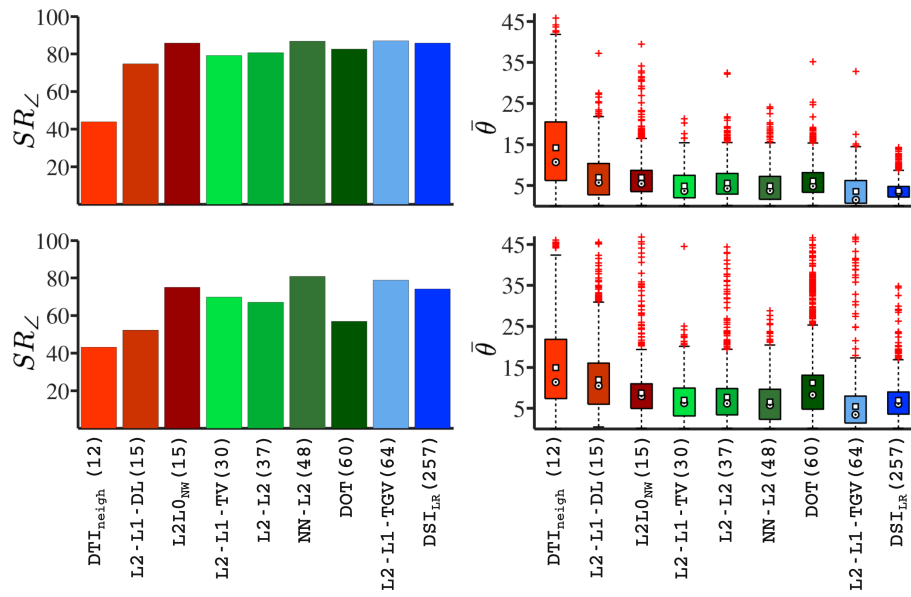 100
80
60
40
20
SR∠
45
35
25
15
5
θ̅
100
80
60
40
20
SR∠
45
35
25
15
5
θ̅
DTIneigh (12)
L2-L1-DL (15)
L2L0NW (15)
L2-L1-TV (30)
L2-L2 (37)
NN-L2 (48)
DOT (60)
L2-L1-TGV (64)
DSILR (257)
DTIneigh (12)
L2-L1-DL (15)
L2L0NW (15)
L2-L1-TV (30)
L2-L2 (37)
NN-L2 (48)
DOT (60)
L2-L1-TGV (64)
DSILR (257)